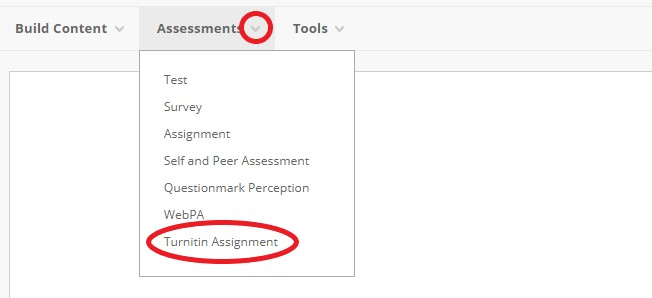 Build Content Assessments Tools
Test
Survey
Assignment
Self and Peer Assessment
Questionmark Perception
WebPA
Turnitin Assignment